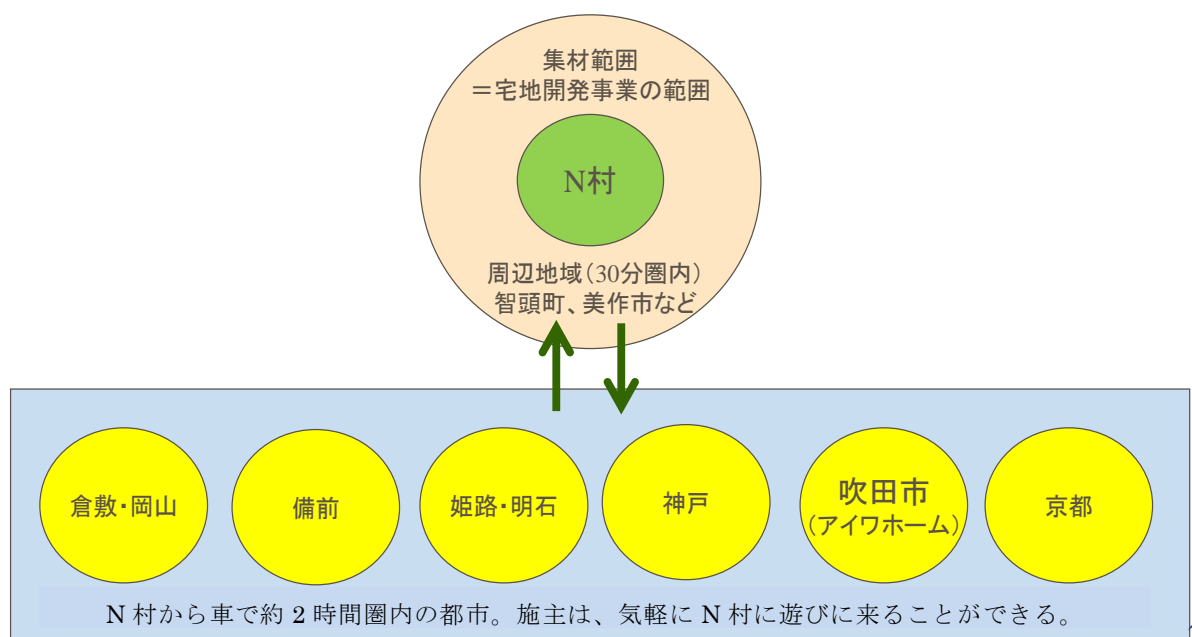 集材範囲
＝宅地開発事業の範囲
N村
周辺地域（30分圏内）
智頭町、美作市など
倉敷・岡山
備前
姫路・明石
神戸
吹田市
（アイワホーム）
京都
N 村から車で約 2 時間圏内の都市。施主は、気軽に N 村に遊びに来ることができる。